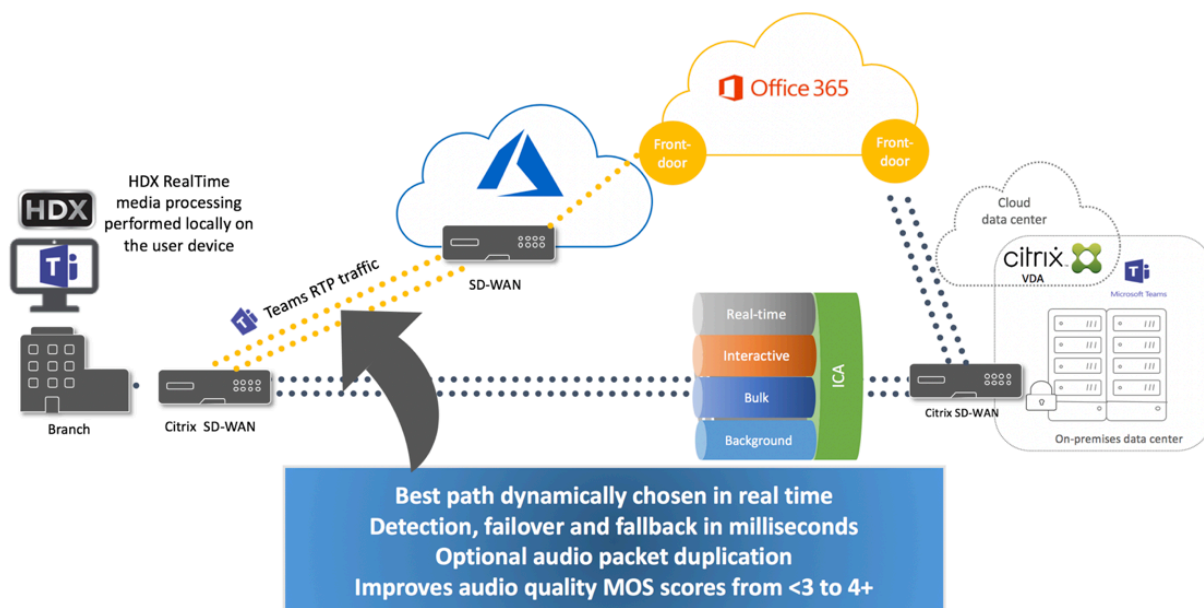 Office 365
Front-
door
Front-
door
HDX RealTime
media processing
performed locally on
the user device
HDX
Cloud
data center
citrix
VDA
Microsoft Teams
SD-WAN
Teams RTP traffic
Real-time
Interactive
Bulk
Background
ICA
Branch
Citrix SD-WAN
Citrix SD-WAN
On-premises data center
Best path dynamically chosen in real time
Detection, failover and fallback in milliseconds
Optional audio packet duplication
Improves audio quality MOS scores from <3 to 4+